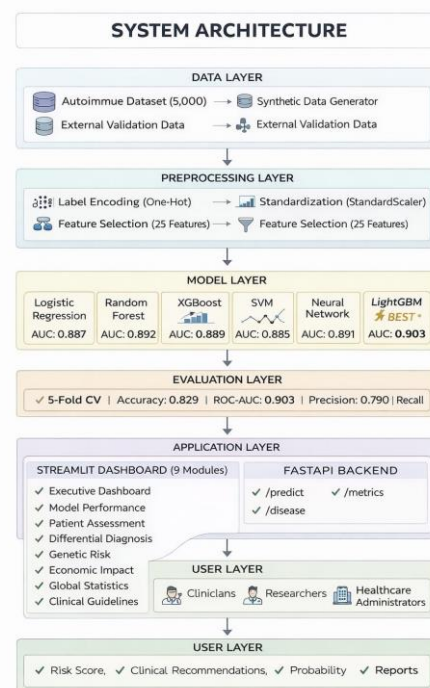 SYSTEM ARCHITECTURE
DATA LAYER
Autoimmue Dataset (5,000) → Synthetic Data Generator
External Validation Data → External Validation Data
PREPROCESSING LAYER
Label Encoding (One-Hot) → Standardization (StandardScaler)
Feature Selection (25 Features) → Feature Selection (25 Features)
MODEL LAYER
Logistic Regression
AUC: 0.887
Random Forest
AUC: 0.892
XGBoost
AUC: 0.889
SVM
AUC: 0.885
Neural Network
AUC: 0.891
LightGBM
BEST
AUC: 0.903
EVALUATION LAYER
✓ 5-Fold CV | Accuracy: 0.829 | ROC-AUC: 0.903 | Precision: 0.790 | Recall
APPLICATION LAYER
STREAMLIT DASHBOARD (9 Modules)
✓ Executive Dashboard
✓ Model Performance
✓ Patient Assessment
✓ Differential Diagnosis
✓ Genetic Risk
✓ Economic Impact
✓ Global Statistics
✓ Clinical Guidelines
FASTAPI BACKEND
✓ /predict ✓ /metrics
✓ /disease
USER LAYER
Clinicians Researchers Healthcare Administrators
USER LAYER
✓ Risk Score, ✓ Clinical Recommendations, ✓ Probability ✓ Reports